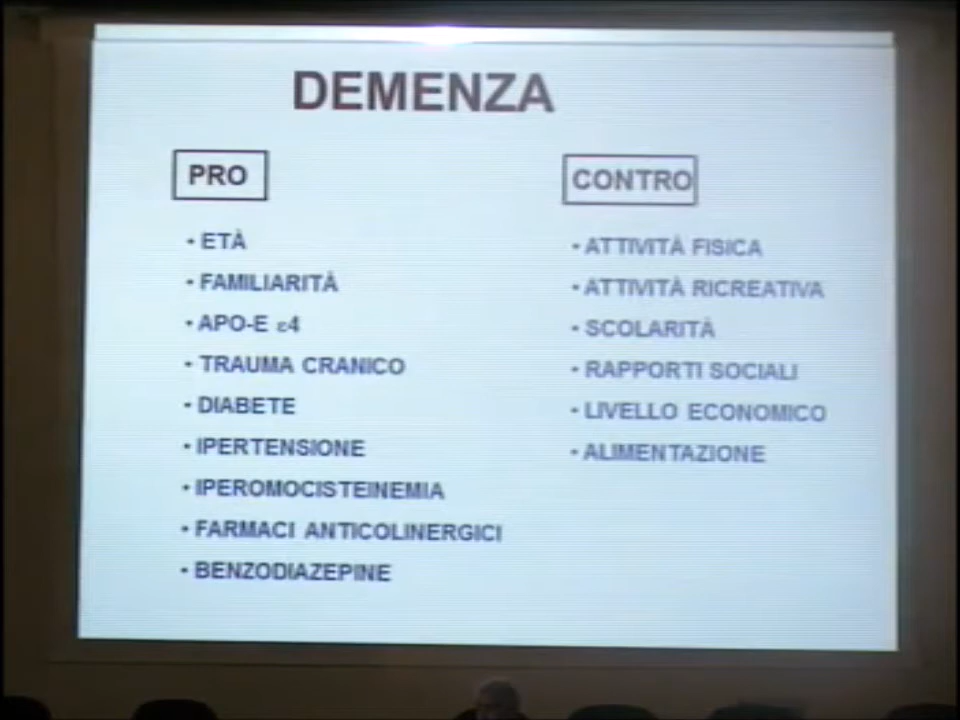 DEMENZA
PRO
• ETÀ
• FAMILIARITÀ
• APO-E ε4
• TRAUMA CRANICO
• DIABETE
• IPERTENSIONE
• IPEROMOCISTEINEMIA
• FARMACI ANTICOLINERGICI
• BENZODIAZEPINE
CONTRO
• ATTIVITÀ FISICA
• ATTIVITÀ RICREATIVA
• SCOLARITÀ
• RAPPORTI SOCIALI
• LIVELLO ECONOMICO
• ALIMENTAZIONE